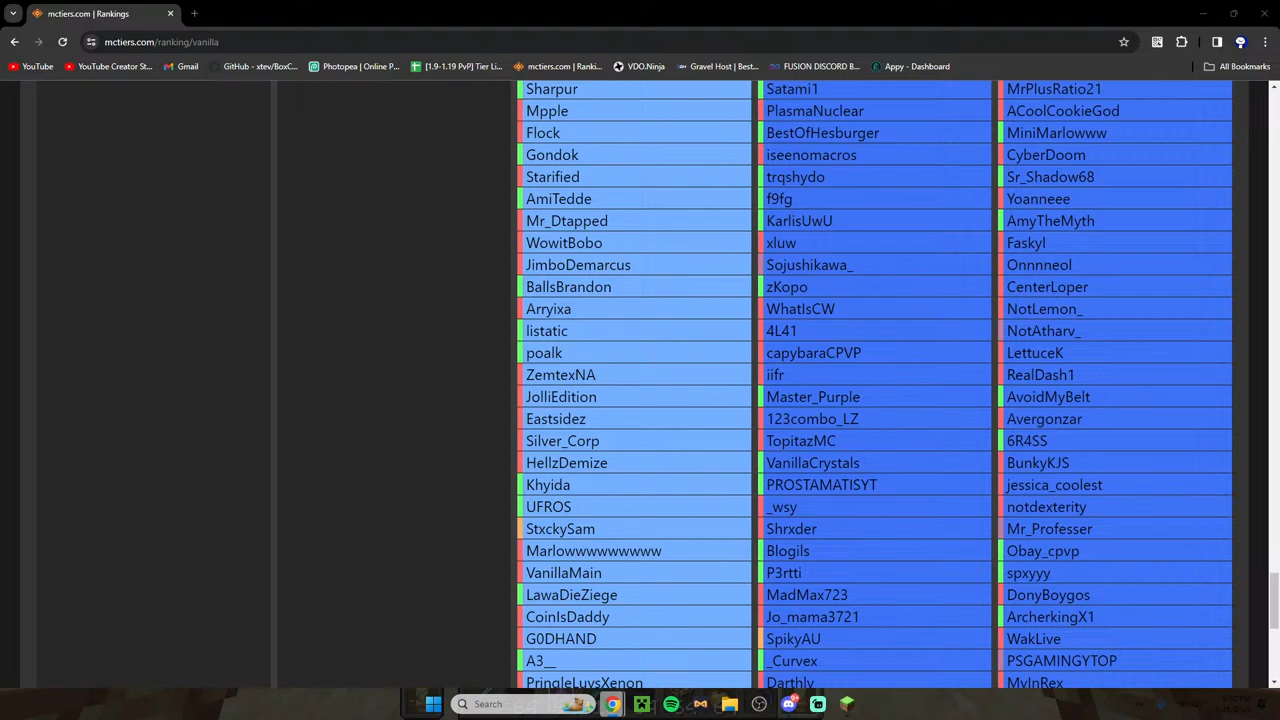 mctiers.com | Rankings
mctiers.com/ranking/vanilla
YouTube
YouTube Creator St...
Gmail
GitHub - xtev/BoxC...
Photopea | Online P...
[1.9-1.19 PvP] Tier Li...
mctiers.com | Ranki...
VDO.Ninja
Gravel Host | Best...
FUSION DISCORD B...
Appy - Dashboard
All Bookmarks
Sharpur
Mpple
Flock
Gondok
Starified
AmiTedde
Mr_Dtapped
WowitBobo
JimboDemarcus
BallsBrandon
Arryixa
listatic
poalk
ZemtexNA
JolliEdition
Eastsidez
Silver_Corp
HellzDemize
Khyida
UFROS
StxckySam
Marlowwwwwwwww
VanillaMain
LawaDieZiege
CoinIsDaddy
G0DHAND
A3__
PringleLuvsXenon
Satami1
PlasmaNuclear
BestOfHesburger
iseenomacros
trqshydo
f9fg
KarlisUwU
xluw
Sojushikawa_
zKopo
WhatIsCW
4L41
capybaraCPVP
iifr
Master_Purple
123combo_LZ
TopitazMC
VanillaCrystals
PROSTAMATISYT
_wsy
Shrxder
Blogils
P3rtti
MadMax723
Jo_mama3721
SpikyAU
_Curvex
Darthly
MrPlusRatio21
ACoolCookieGod
MiniMarlowww
CyberDoom
Sr_Shadow68
Yoanneee
AmyTheMyth
Faskyl
Onnnneol
CenterLoper
NotLemon_
NotAtharv_
LettuceK
RealDash1
AvoidMyBelt
Avergonzar
6R4SS
BunkyKJS
jessica_coolest
notdexterity
Mr_Professer
Obay_cpvp
spxyyy
DonyBoygos
ArcherkingX1
WakLive
PSGAMINGYTOP
MyInRex
Search